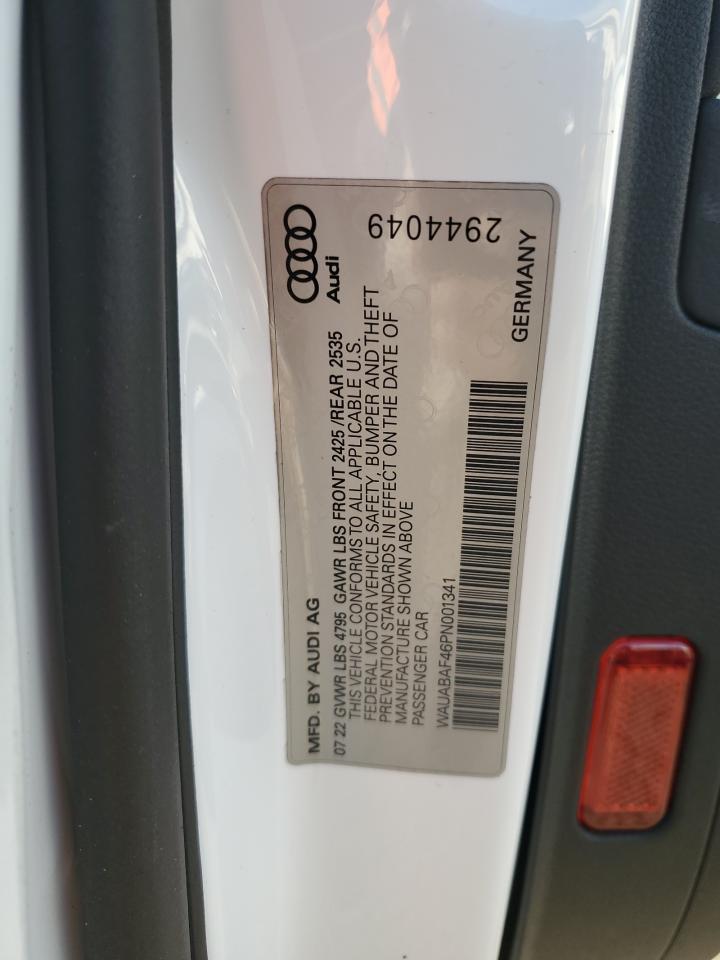 MFD. BY AUDI AG
Audi
07 22 GVWR LBS 4795 GAWR LBS FRONT 2425/REAR 2535
THIS VEHICLE CONFORMS TO ALL APPLICABLE U.S.
FEDERAL MOTOR VEHICLE SAFETY, BUMPER AND THEFT
PREVENTION STANDARDS IN EFFECT ON THE DATE OF
MANUFACTURE SHOWN ABOVE
PASSENGER CAR
2944049
WAUABAF46PN001341
GERMANY